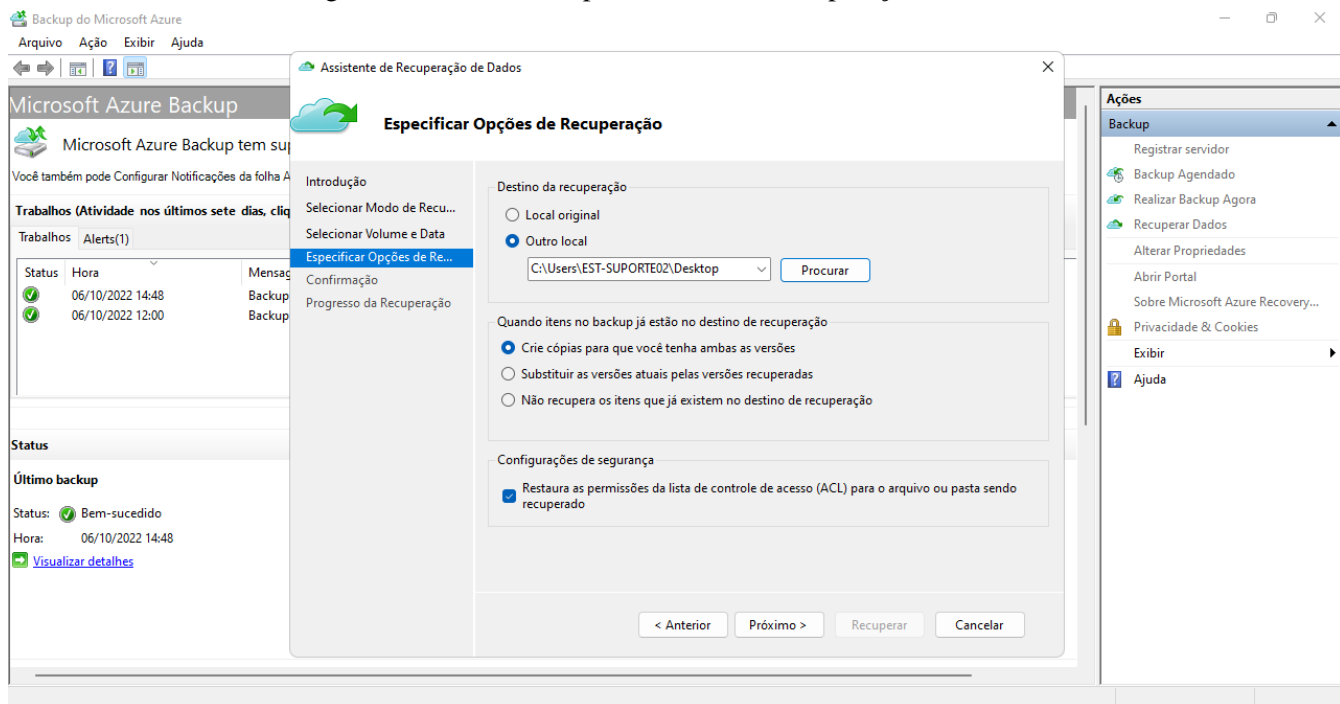 Backup do Microsoft Azure
Arquivo Ação Exibir Ajuda
Microsoft Azure Backup
Microsoft Azure Backup tem
Você também pode Configurar Notificações da folha
Trabalhos (Atividade nos últimos sete dias,
Trabalhos Alerts(1)
Status Hora
06/10/2022 14:48 Backup
06/10/2022 12:00 Backup
Status
Último backup
Status: Bem-sucedido
Hora: 06/10/2022 14:48
Visualizar detalhes
Assistente de Recuperação de Dados
Especificar Opções de Recuperação
Introdução
Selecionar Modo de Recu...
Selecionar Volume e Data
Especificar Opções de Re...
Confirmação
Progresso da Recuperação
Destino da recuperação
Local original
Outro local
C:\Users\EST-SUPORTE02\Desktop Procurar
Quando itens no backup já estão no destino de recuperação
Crie cópias para que você tenha ambas as versões
Substituir as versões atuais pelas versões recuperadas
Não recupera os itens que já existem no destino de recuperação
Configurações de segurança
Restaura as permissões da lista de controle de acesso (ACL) para o arquivo ou pasta sendo
recuperado
< Anterior Próximo > Recuperar Cancelar
Ações
Backup
Registrar servidor
Backup Agendado
Realizar Backup Agora
Recuperar Dados
Alterar Propriedades
Abrir Portal
Sobre Microsoft Azure Recovery...
Privacidade & Cookies
Exibir
Ajuda